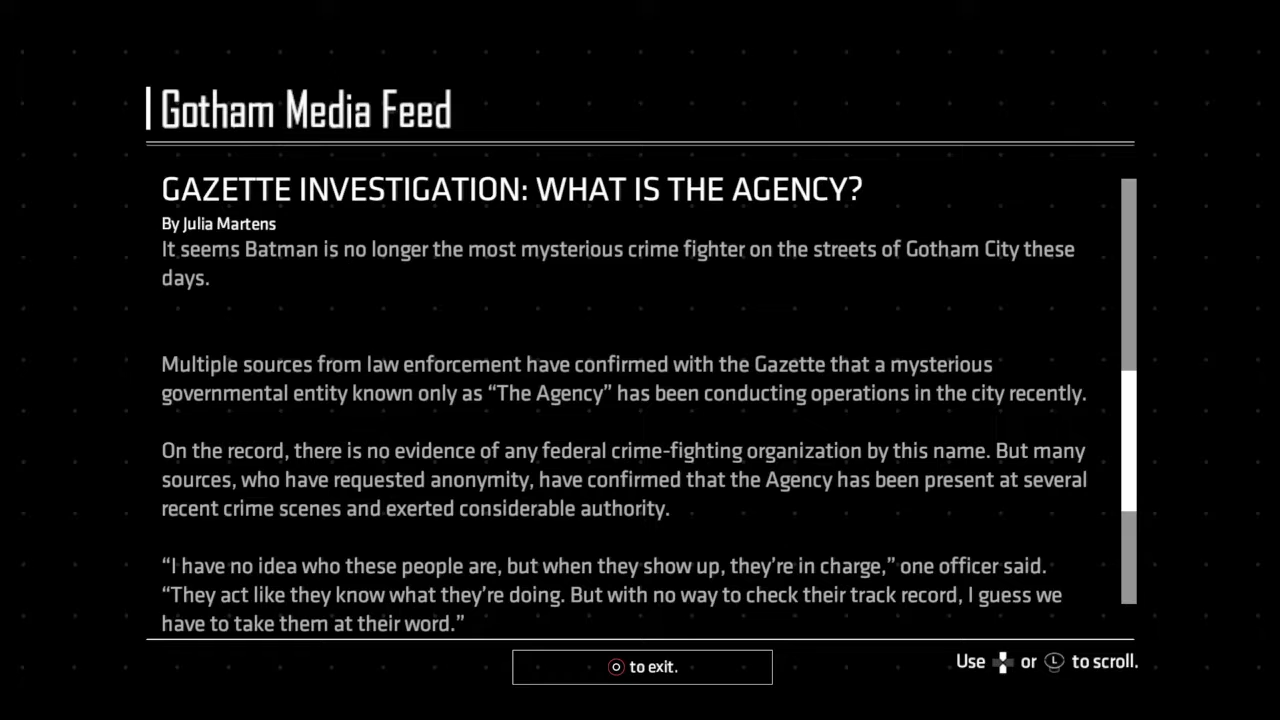 Gotham Media Feed
GAZETTE INVESTIGATION: WHAT IS THE AGENCY?
By Julia Martens
It seems Batman is no longer the most mysterious crime fighter on the streets of Gotham City these
days.
Multiple sources from law enforcement have confirmed with the Gazette that a mysterious
governmental entity known only as “The Agency” has been conducting operations in the city recently.
On the record, there is no evidence of any federal crime-fighting organization by this name. But many
sources, who have requested anonymity, have confirmed that the Agency has been present at several
recent crime scenes and exerted considerable authority.
“I have no idea who these people are, but when they show up, they’re in charge,” one officer said.
“They act like they know what they’re doing. But with no way to check their track record, I guess we
have to take them at their word.”
to exit.
Use or L to scroll.